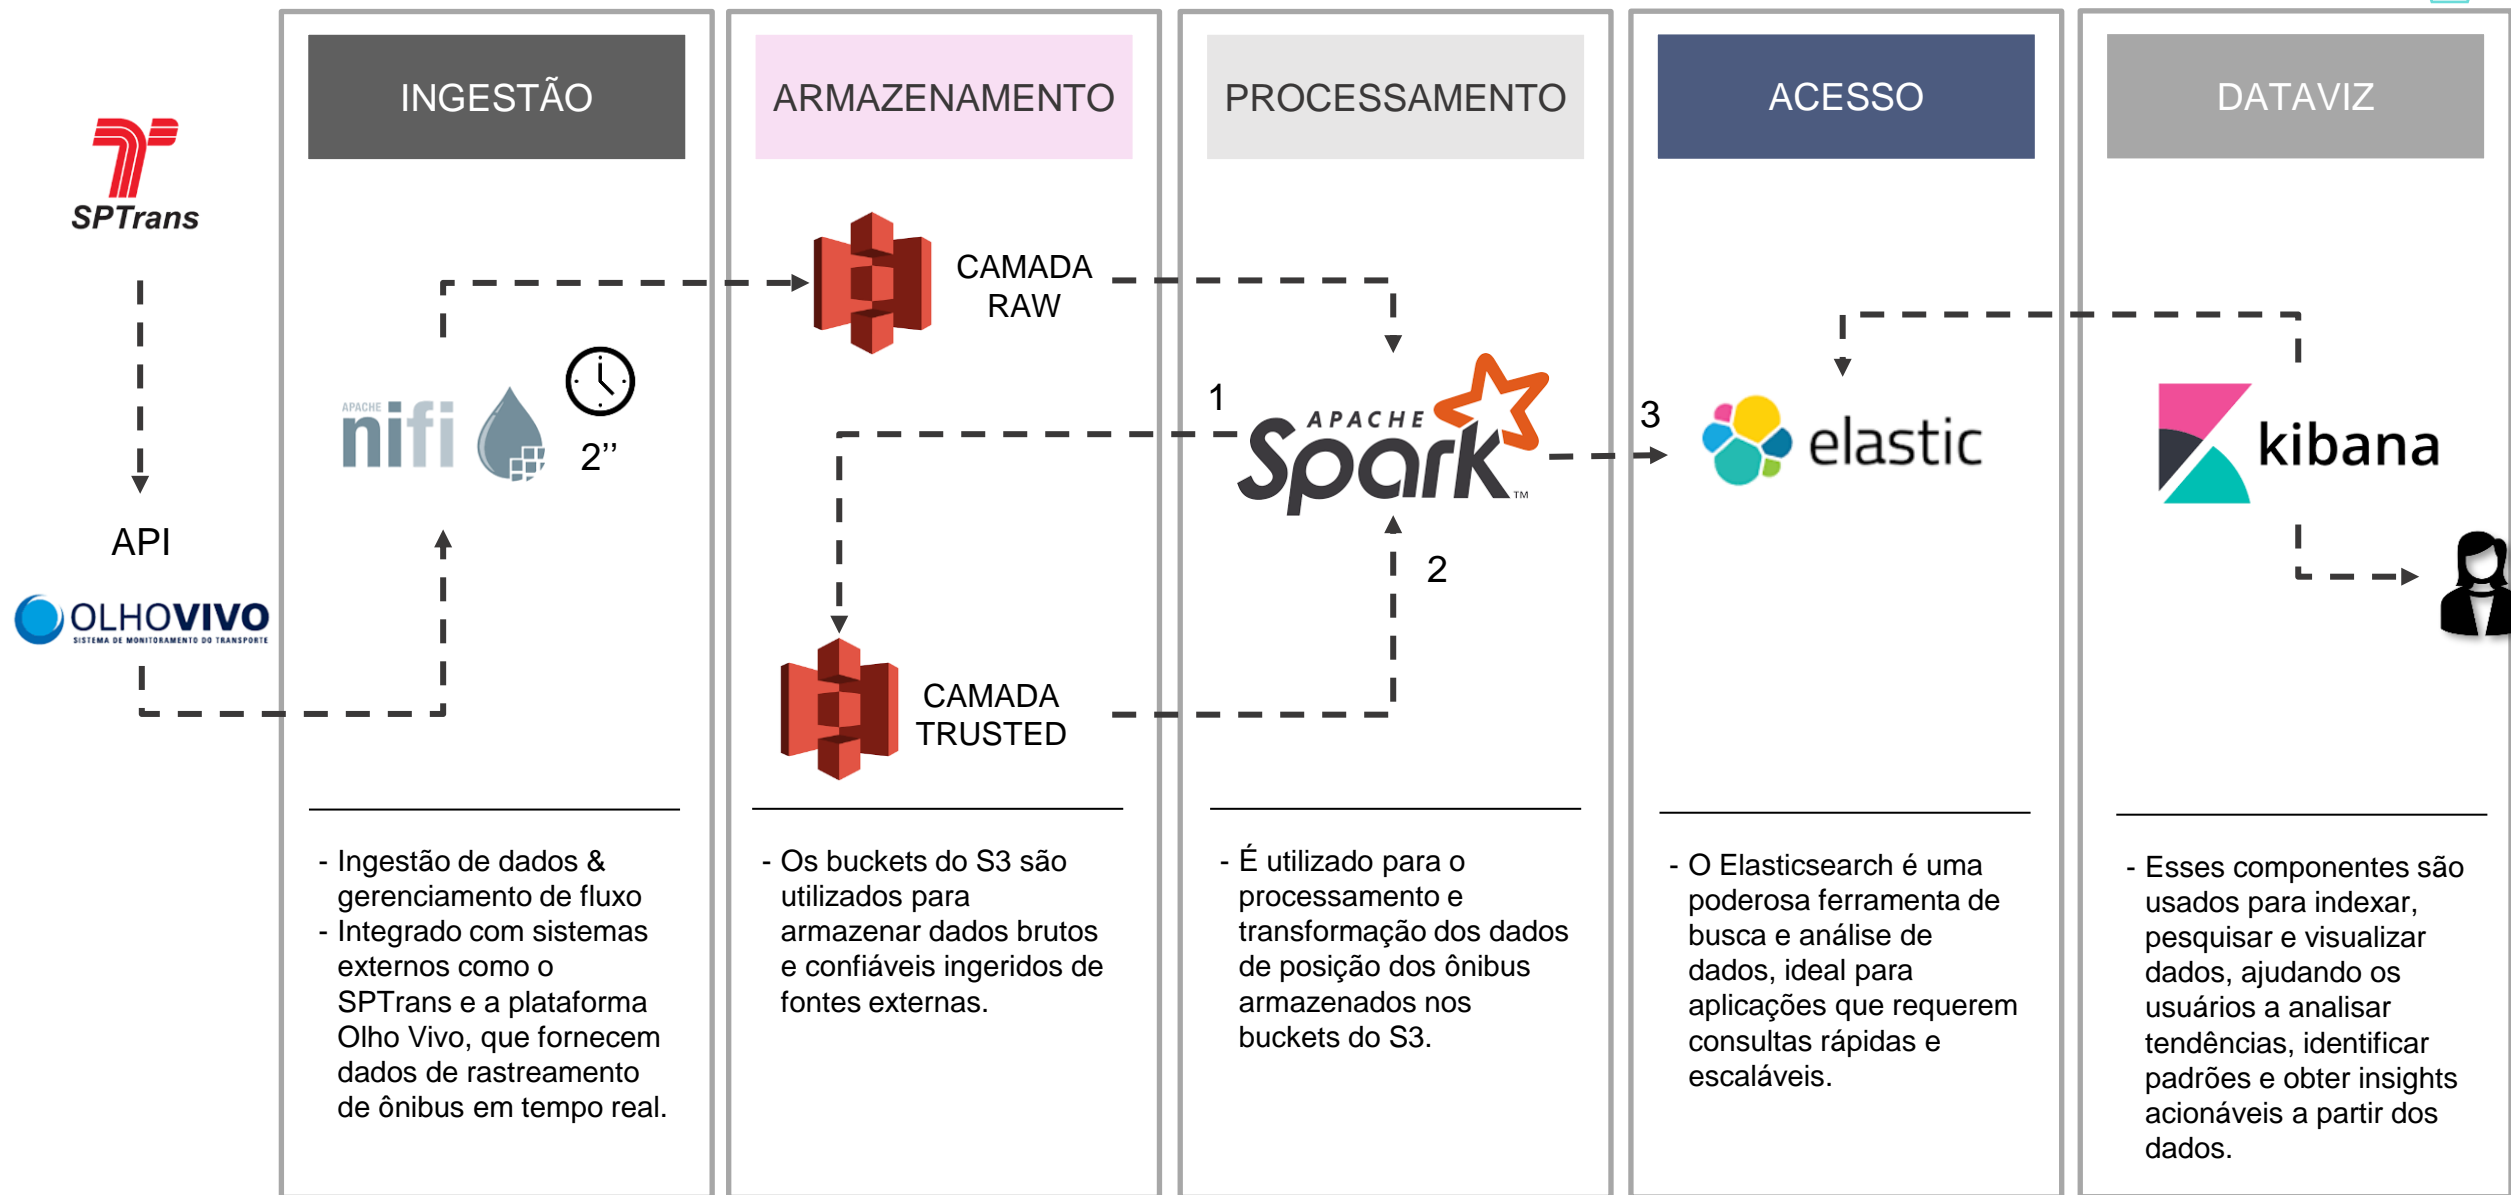 INGESTÃO
ARMAZENAMENTO
PROCESSAMENTO
ACESSO
DATAVIZ
SPTrans
API
OLHOVIVO
SISTEMA DE MONITORAMENTO DO TRANSPORTE
APACHE
nifi
2’’
CAMADA
RAW
CAMADA
TRUSTED
1
APACHE
Spark
TM
2
3
elastic
kibana
- Ingestão de dados &
gerenciamento de fluxo
- Integrado com sistemas
externos como o
SPTrans e a plataforma
Olho Vivo, que fornecem
dados de rastreamento
de ônibus em tempo real.
- Os buckets do S3 são
utilizados para
armazenar dados brutos
e confiáveis ingeridos de
fontes externas.
- É utilizado para o
processamento e
transformação dos dados
de posição dos ônibus
armazenados nos
buckets do S3.
- O Elasticsearch é uma
poderosa ferramenta de
busca e análise de
dados, ideal para
aplicações que requerem
consultas rápidas e
escaláveis.
- Esses componentes são
usados para indexar,
pesquisar e visualizar
dados, ajudando os
usuários a analisar
tendências, identificar
padrões e obter insights
acionáveis a partir dos
dados.